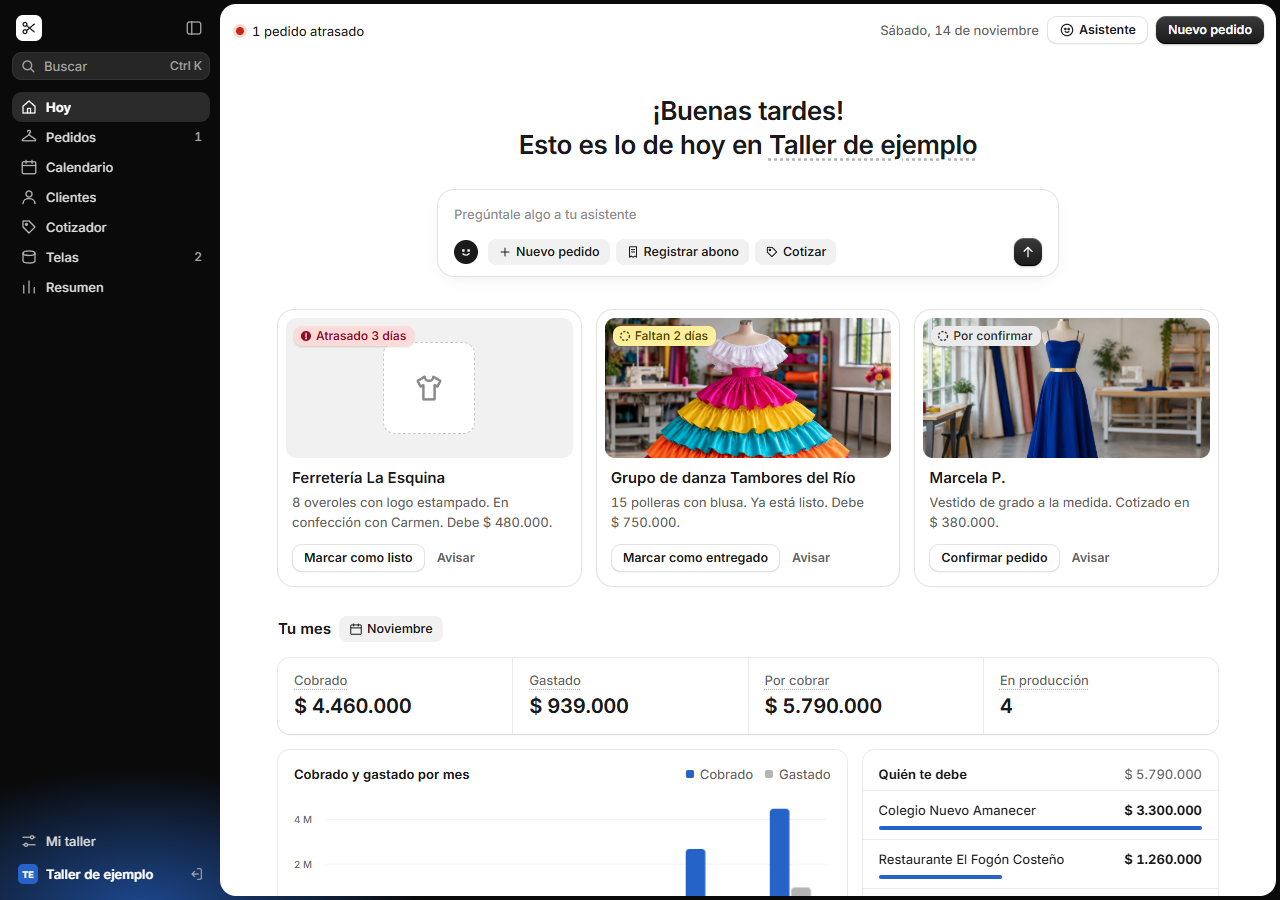 Buscar
Ctrl K
Hoy
Pedidos
1
Calendario
Clientes
Cotizador
Telas
2
Resumen
Mi taller
TE
Taller de ejemplo
1 pedido atrasado
Sábado, 14 de noviembre
Asistente
Nuevo pedido
¡Buenas tardes!
Esto es lo de hoy en Taller de ejemplo
Pregúntale algo a tu asistente
Nuevo pedido
Registrar abono
Cotizar
Atrasado 3 días
Ferretería La Esquina
8 overoles con logo estampado. En
confección con Carmen. Debe $ 480.000.
Marcar como listo
Avisar
Faltan 2 días
Grupo de danza Tambores del Río
15 polleras con blusa. Ya está listo. Debe
$ 750.000.
Marcar como entregado
Avisar
Por confirmar
Marcela P.
Vestido de grado a la medida. Cotizado en
$ 380.000.
Confirmar pedido
Avisar
Tu mes
Noviembre
Cobrado
$ 4.460.000
Gastado
$ 939.000
Por cobrar
$ 5.790.000
En producción
4
Cobrado y gastado por mes
Cobrado
Gastado
4 M
2 M
Quién te debe
$ 5.790.000
Colegio Nuevo Amanecer
$ 3.300.000
Restaurante El Fogón Costeño
$ 1.260.000